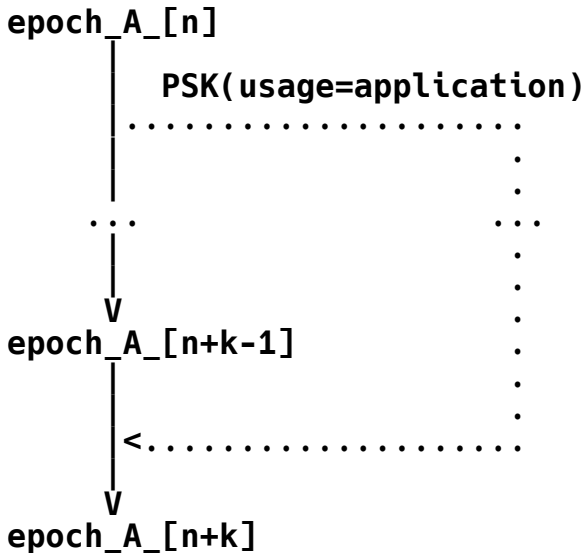 epoch_A_[n]
|
|  PSK(usage=application)
|.....................
|                    .
|                    .
...                  ...
|                    .
|                    .
V                    .
epoch_A_[n+k-1]      .
|                    .
|                    .
|<....................
|
V
epoch_A_[n+k]